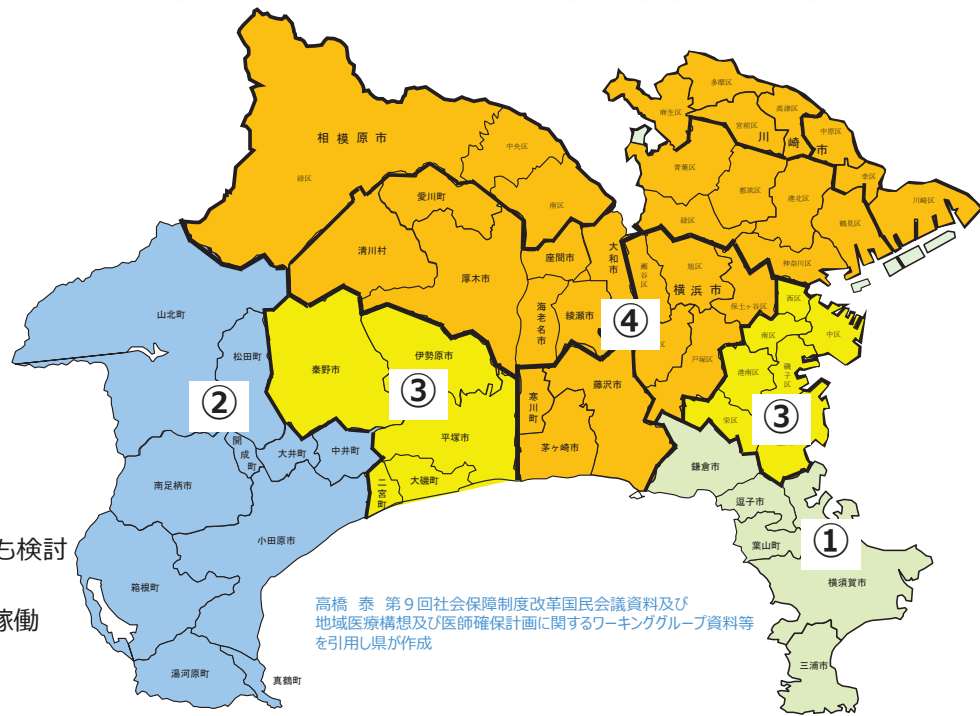 多摩区
麻生区
高津区
宮前区
中原区
川崎市
幸区
川崎区
青葉区
都筑区
港北区
鶴見区
緑区
神奈川区
相模原市
中央区
緑区
南区
愛川町
清川村
厚木市
座間市
大和市
海老名市
綾瀬市
④
瀬谷区
旭区
横浜市
保土ヶ谷区
区
戸塚区
西区
中区
南区
港南区
磯子区
栄区
③
山北町
松田町
②
秦野市
伊勢原市
③
平塚市
寒川町
藤沢市
茅ヶ崎市
開成町
大井町
中井町
二宮町
大磯町
南足柄市
小田原市
鎌倉市
逗子市
葉山町
①
横須賀市
三浦市
箱根町
湯河原町
真鶴町
も検討
稼働
高橋 泰 第9回社会保障制度改革国民会議資料及び
地域医療構想及び医師確保計画に関するワーキンググループ資料等
を引用し県が作成